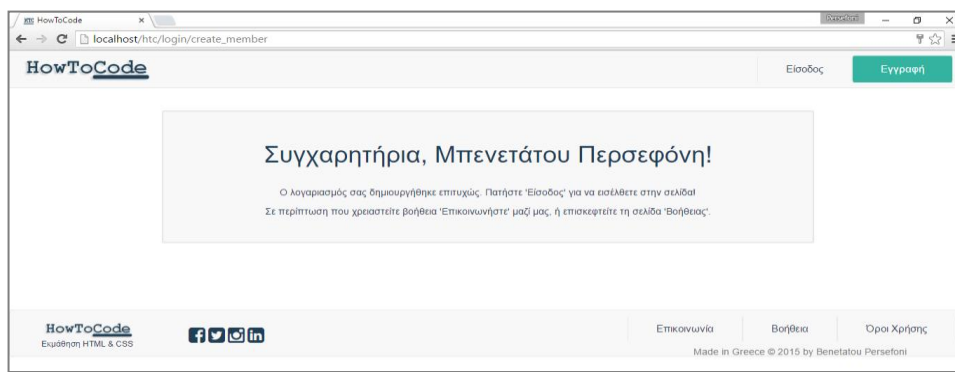 HowToCode
Persefoni
localhost/htc/login/create_member
HowToCode
Είσοδος
Εγγραφή
Συγχαρητήρια, Μπενετάτου Περσεφόνη!
Ο λογαριασμός σας δημιουργήθηκε επιτυχώς. Πατήστε 'Είσοδος' για να εισέλθετε στην σελίδα!
Σε περίπτωση που χρειαστείτε βοήθεια 'Επικοινωνήστε' μαζί μας, ή επισκεφτείτε τη σελίδα 'Βοήθειας'.
HowToCode
Εκμάθηση HTML & CSS
Επικοινωνία
Βοήθεια
Όροι Χρήσης
Made in Greece © 2015 by Benetatou Persefoni